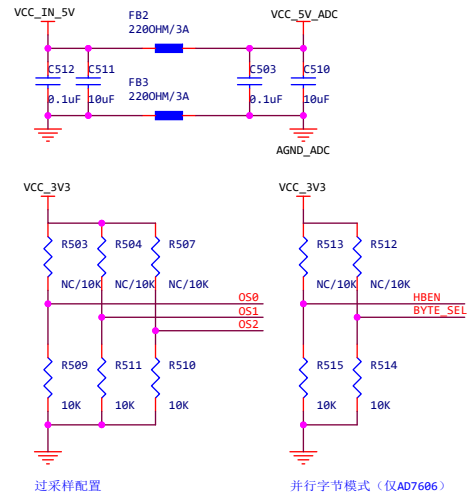 VCC_IN_5V
FB2
220OHM/3A
VCC_5V_ADC
C512
0.1uF
C511
10uF
FB3
220OHM/3A
C503
0.1uF
C510
10uF
AGND_ADC
VCC_3V3
R503
NC/10K
R504
NC/10K
R507
NC/10K
OS0
OS1
OS2
R509
10K
R511
10K
R510
10K
过采样配置
VCC_3V3
R513
NC/10K
R512
NC/10K
HBEN
BYTE_SEL
R515
10K
R514
10K
并行字节模式（仅AD7606）